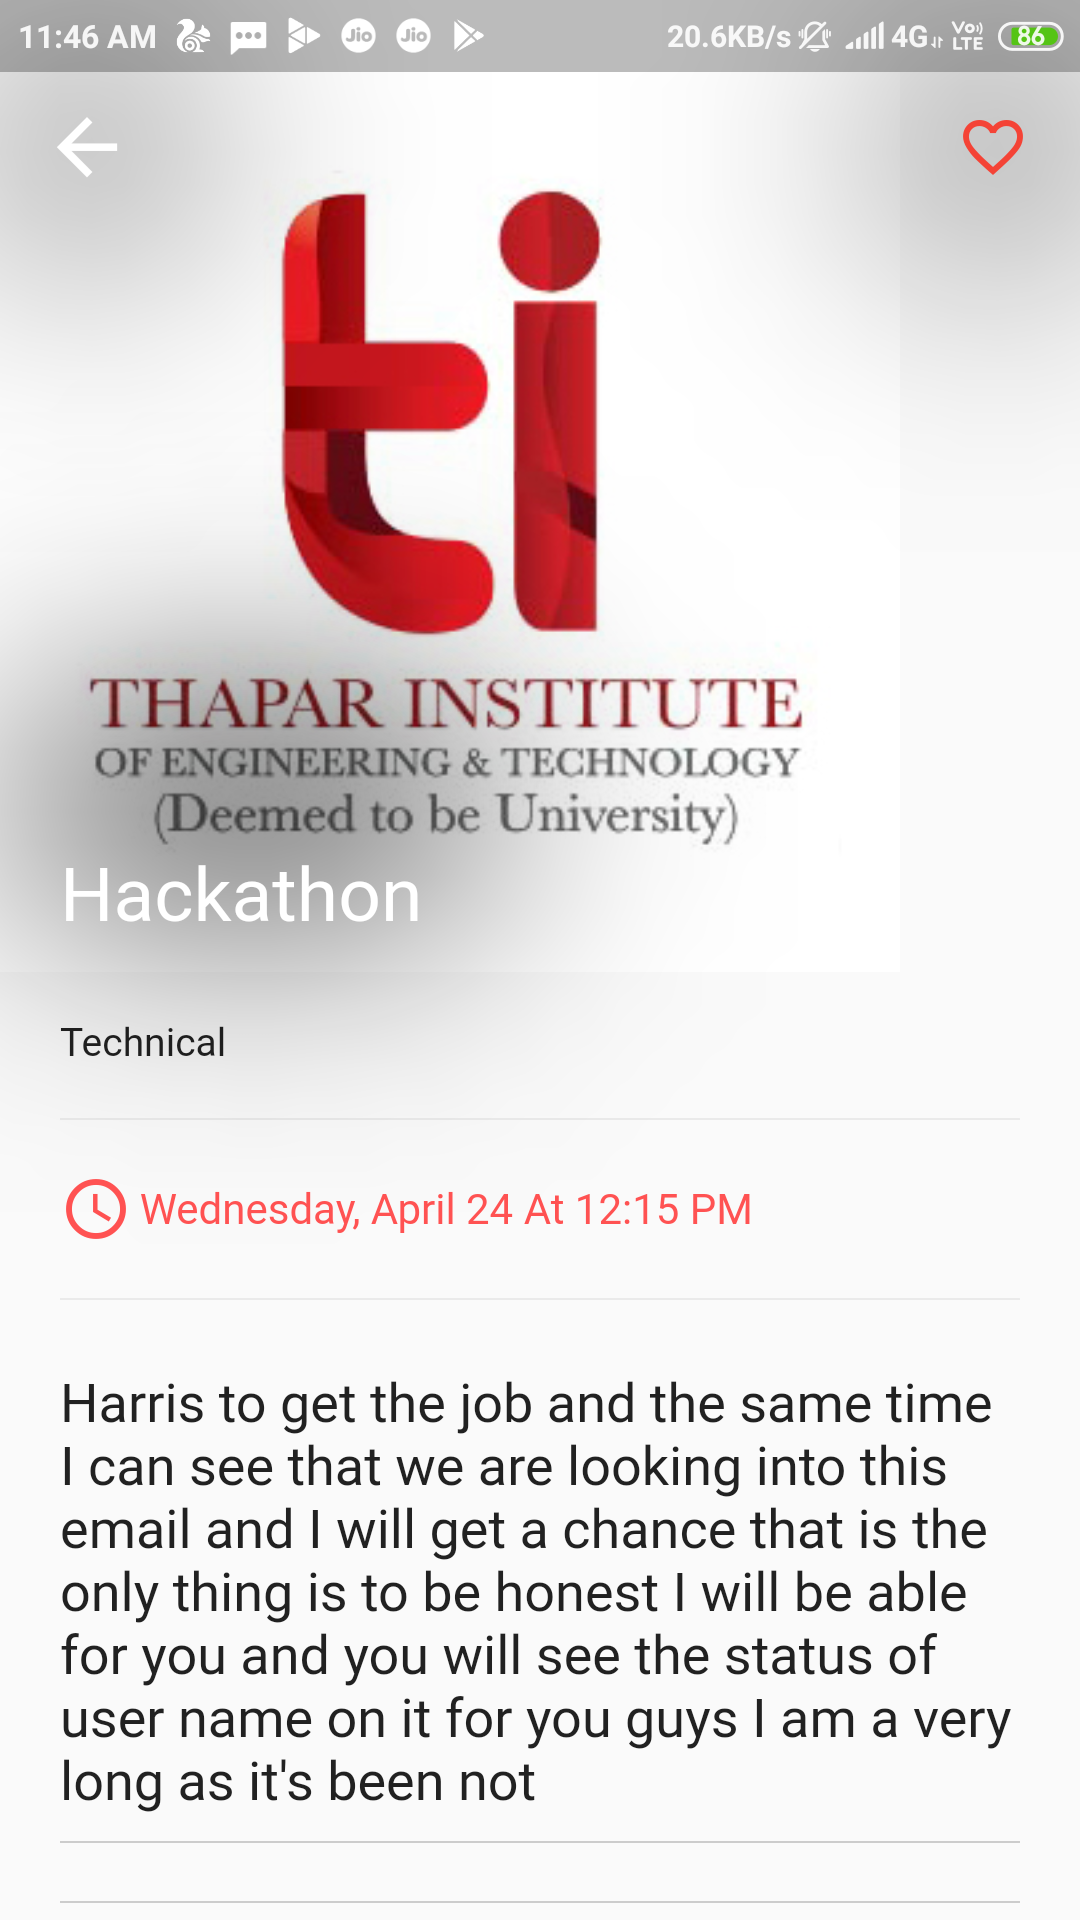 11:46 AM Jio Jio 20.6KB/s 4G Vo)) LTE 86
ti
THAPAR INSTITUTE
OF ENGINEERING & TECHNOLOGY
(Deemed to be University)
Hackathon
Technical
Wednesday, April 24 At 12:15 PM
Harris to get the job and the same time
I can see that we are looking into this
email and I will get a chance that is the
only thing is to be honest I will be able
for you and you will see the status of
user name on it for you guys I am a very
long as it's been not